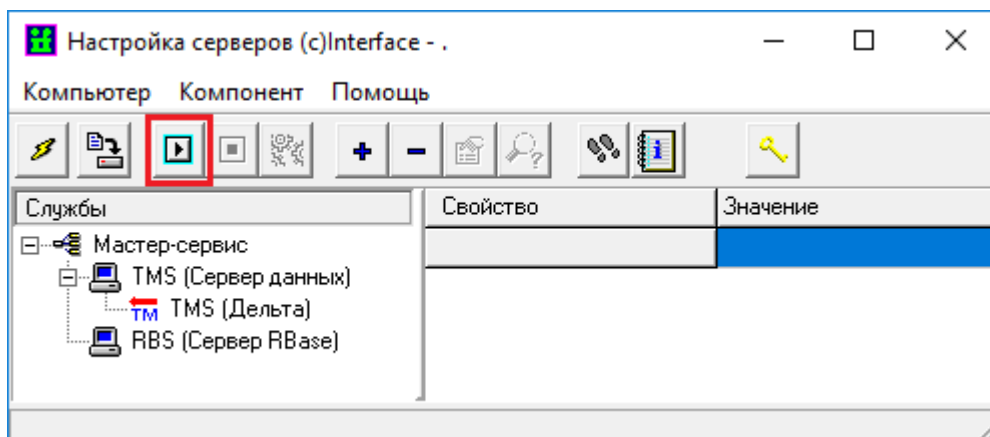 Настройка серверов (c)Interface - .
Компьютер Компонент Помощь
Службы Свойство Значение
Мастер-сервис
TMS (Сервер данных)
TM TMS (Дельта)
RBS (Сервер RBase)